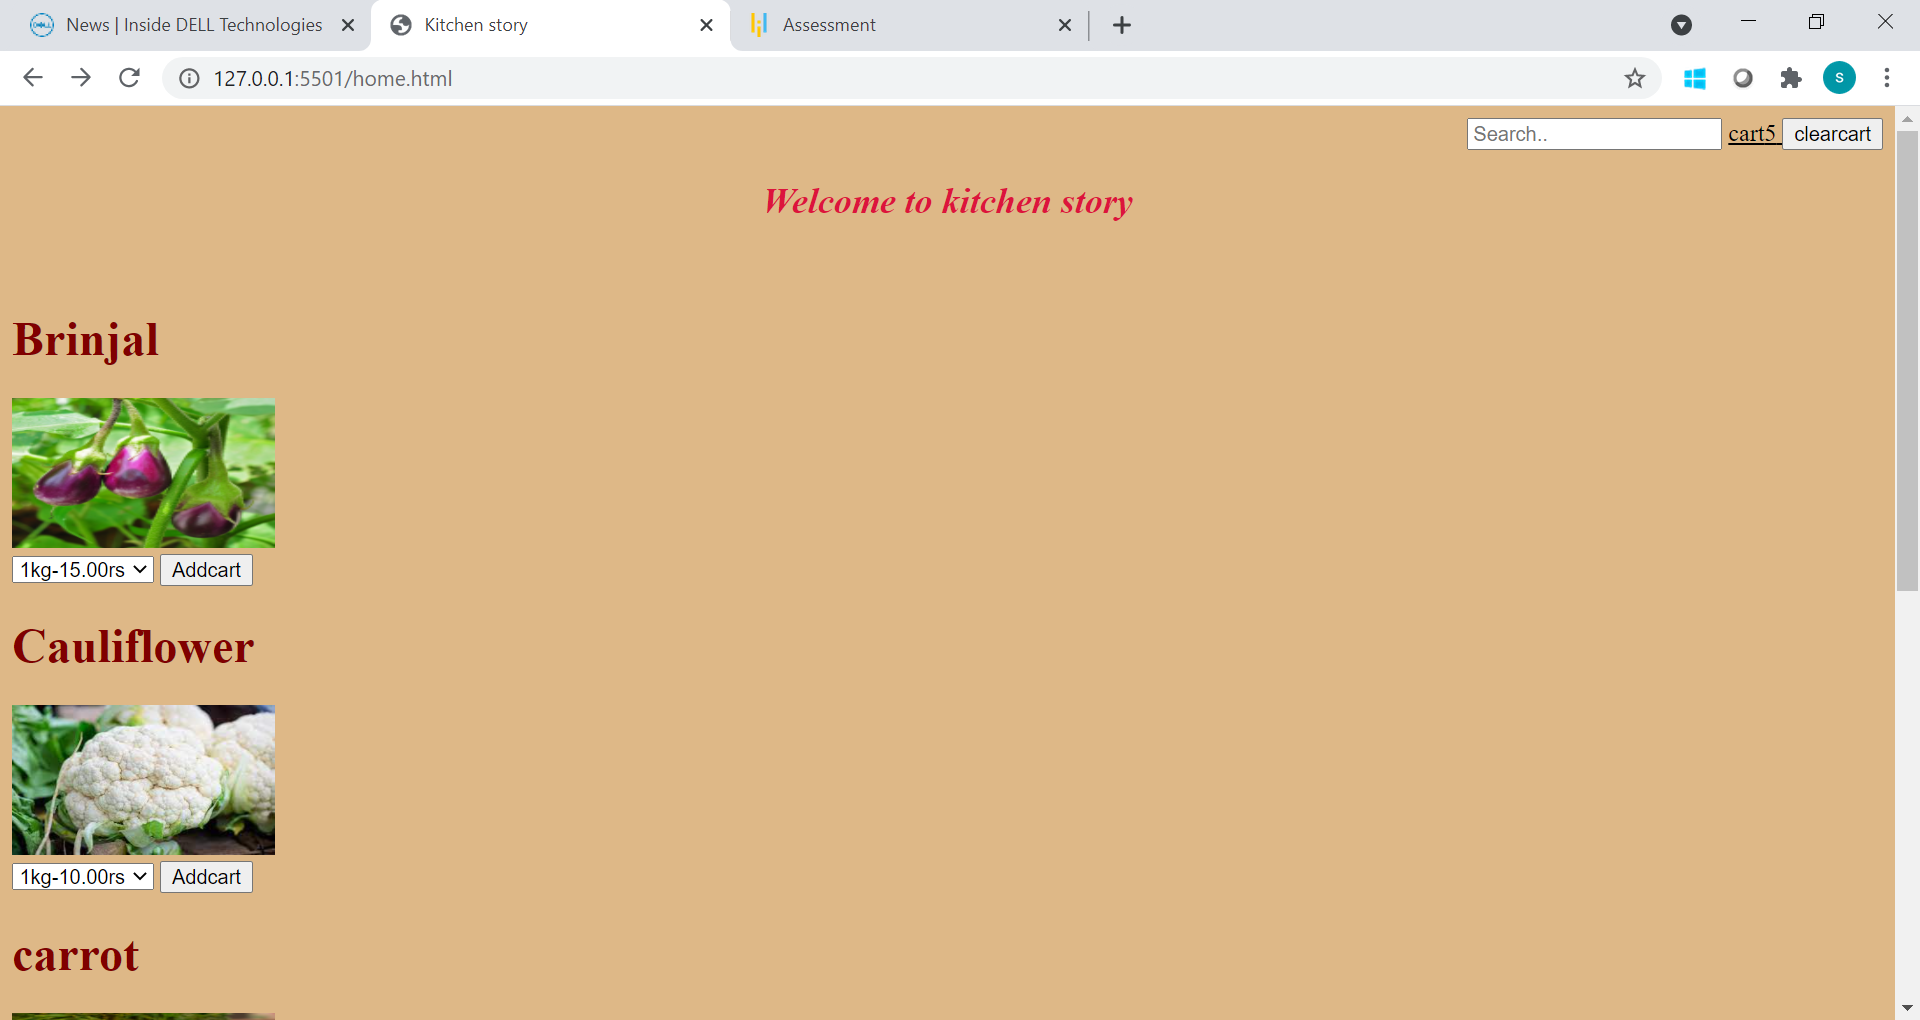 News | Inside DELL Technologies
Kitchen story
Assessment
127.0.0.1:5501/home.html
S
Search..
cart5
clearcart
Welcome to kitchen story
Brinjal
1kg-15.00rs
Addcart
Cauliflower
1kg-10.00rs
Addcart
carrot